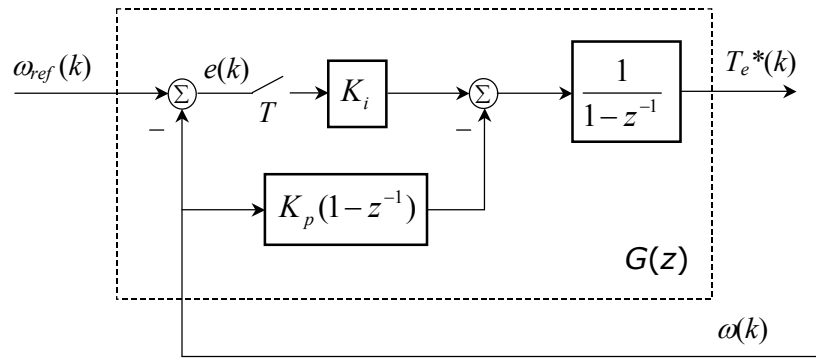 ω_ref(k)
e(k)
T_e*(k)
Σ
T
K_i
Σ
1
1−z⁻¹
−
−
K_p(1−z⁻¹)
G(z)
ω(k)